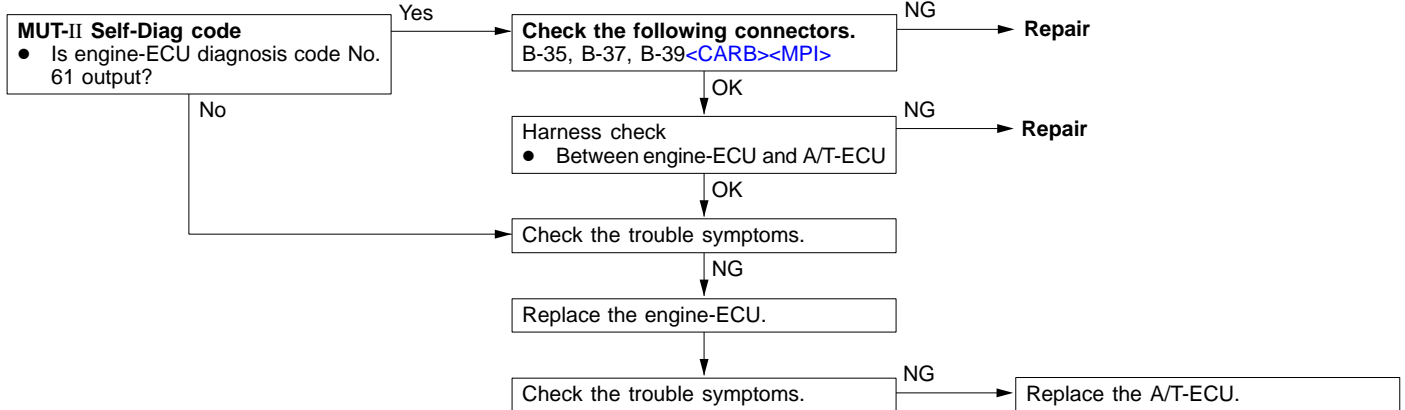 MUT-II Self-Diag code
● Is engine-ECU diagnosis code No.
61 output?
Yes
No
Check the following connectors.
B-35, B-37, B-39<CARB><MPI>
NG
Repair
OK
Harness check
● Between engine-ECU and A/T-ECU
NG
Repair
OK
Check the trouble symptoms.
NG
Replace the engine-ECU.
Check the trouble symptoms.
NG
Replace the A/T-ECU.